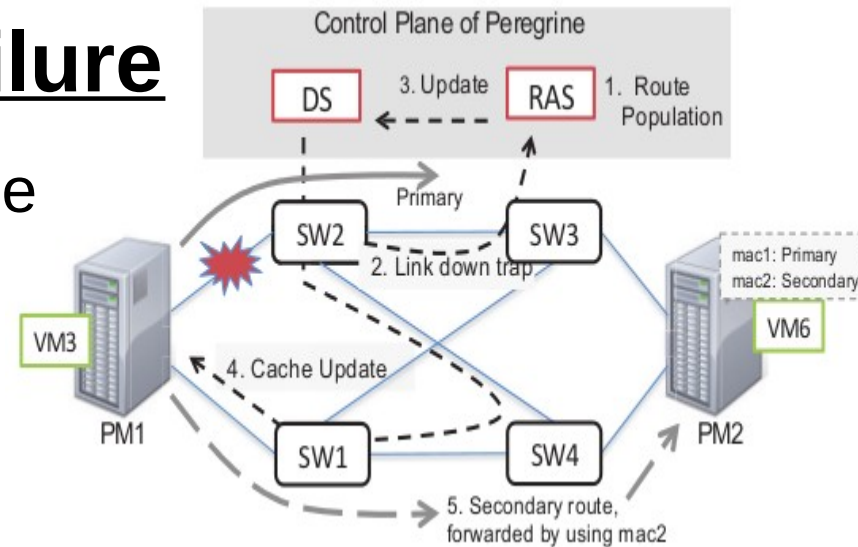 ilure
e
Control Plane of Peregrine
DS
3. Update
RAS
1. Route
Population
Primary
SW2
SW3
2. Link down trap
mac1: Primary
mac2: Secondary
VM3
VM6
4. Cache Update
PM1
PM2
SW1
SW4
5. Secondary route,
forwarded by using mac2